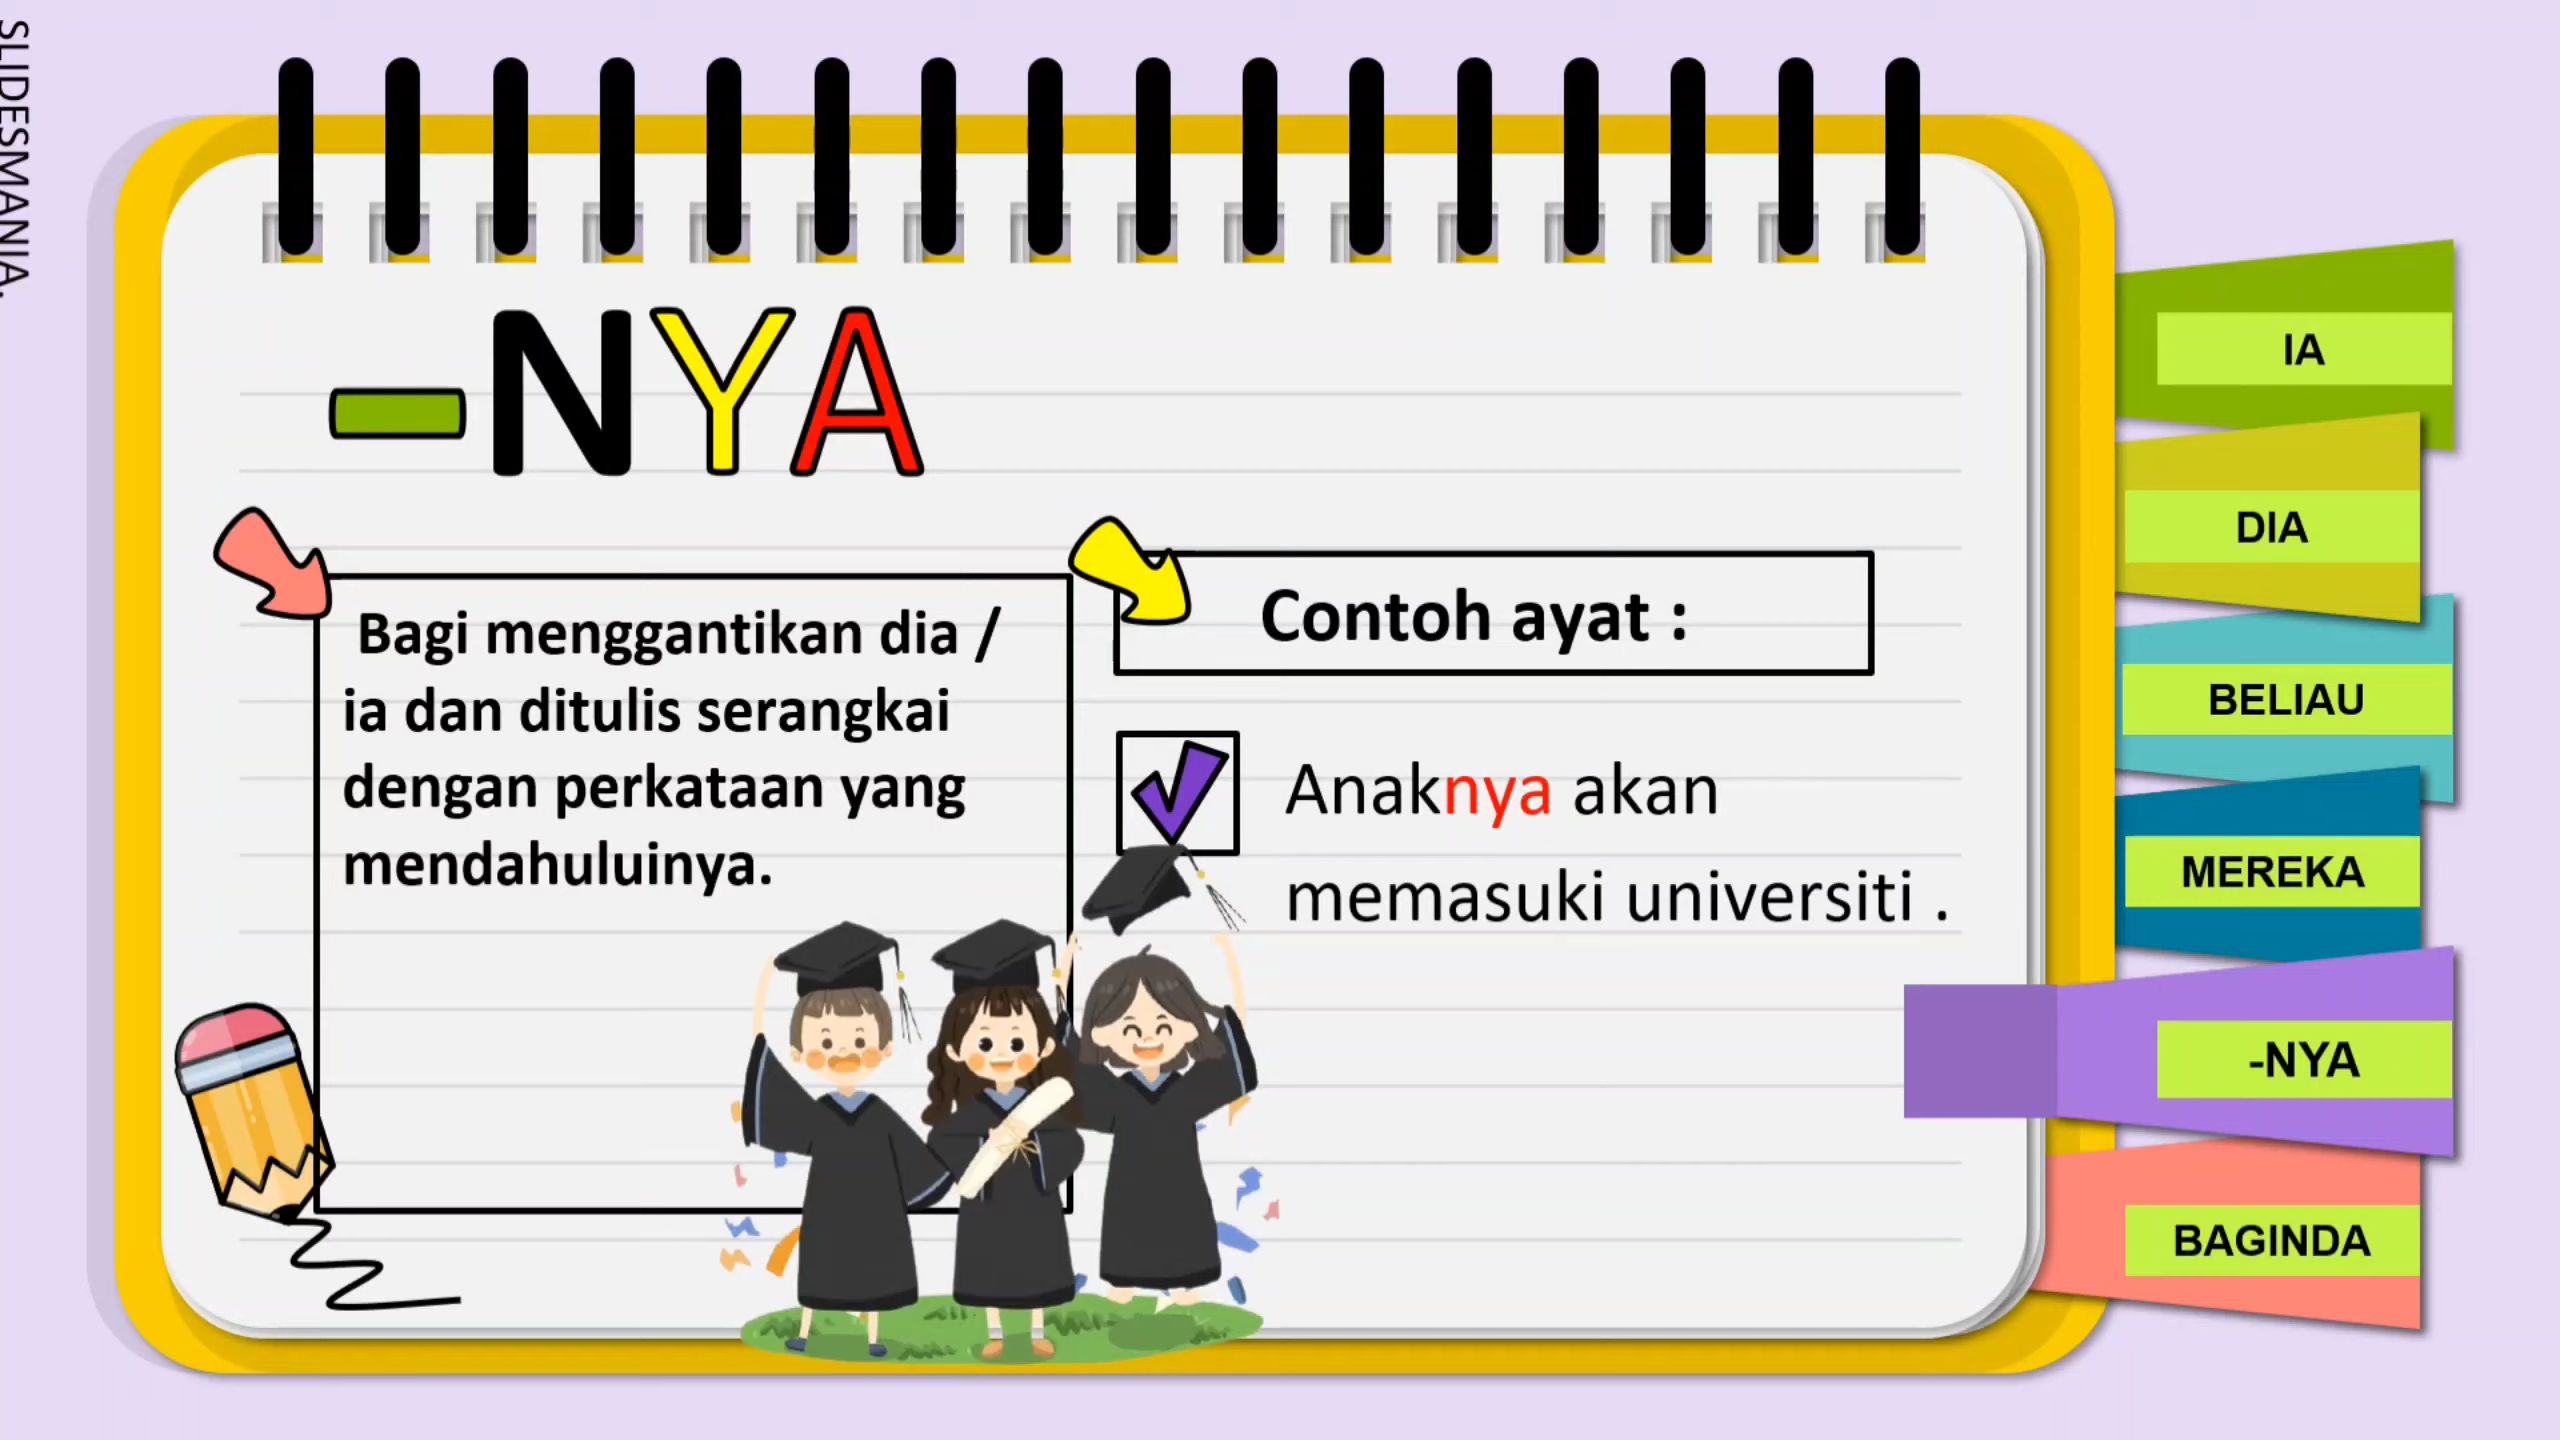 SLIDESMANIA.
-NYA
Bagi menggantikan dia /
ia dan ditulis serangkai
dengan perkataan yang
mendahuluinya.
Contoh ayat :
Anaknya akan
memasuki universiti .
IA
DIA
BELIAU
MEREKA
-NYA
BAGINDA